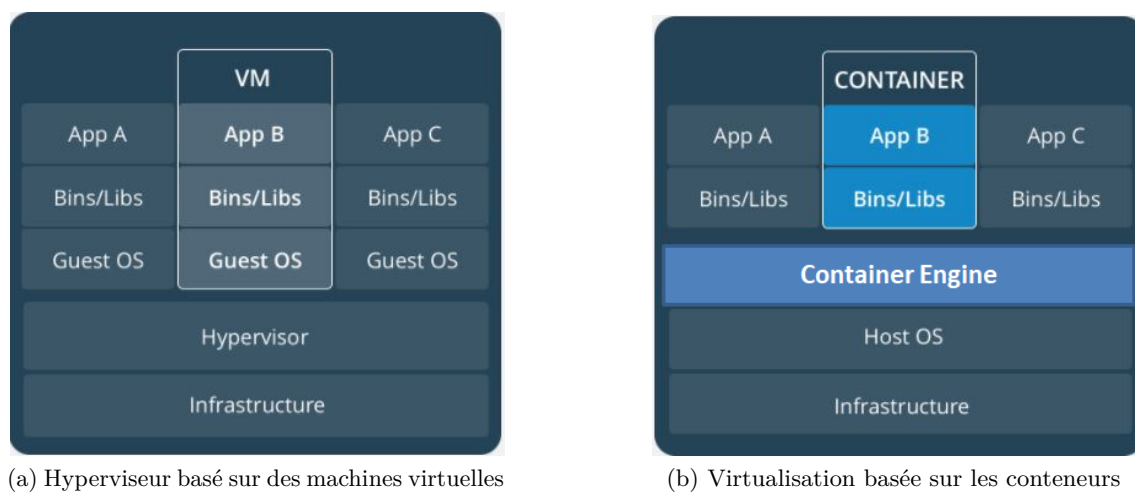 VM
App A
App B
App C
Bins/Libs
Bins/Libs
Bins/Libs
Guest OS
Guest OS
Guest OS
Hypervisor
Infrastructure
(a) Hyperviseur basé sur des machines virtuelles
CONTAINER
App A
App B
App C
Bins/Libs
Bins/Libs
Bins/Libs
Container Engine
Host OS
Infrastructure
(b) Virtualisation basée sur les conteneurs